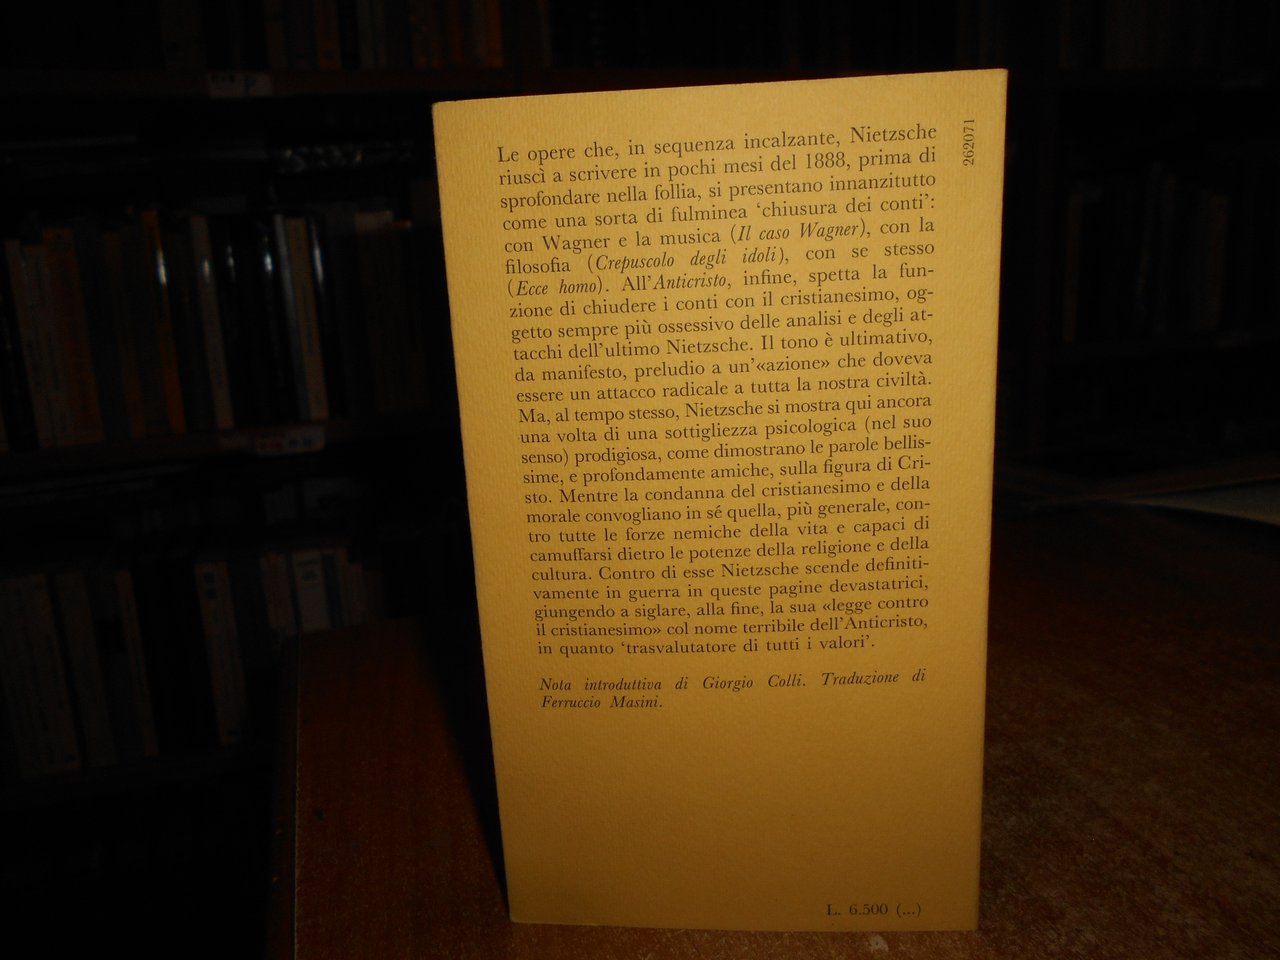 Le opere che, in sequenza incalzante, Nietzsche
riuscì a scrivere in pochi mesi del 1888, prima di
sprofondare nella follia, si presentano innanzitutto
come una sorta di fulminea ‘chiusura dei conti’:
con Wagner e la musica (Il caso Wagner), con la
filosofia (Crepuscolo degli idoli), con se stesso
(Ecce homo). All’Anticristo, infine, spetta la fun-
zione di chiudere i conti con il cristianesimo, og-
getto sempre più ossessivo delle analisi e degli at-
tacchi dell’ultimo Nietzsche. Il tono è ultimativo,
da manifesto, preludio a un’«azione» che doveva
essere un attacco radicale a tutta la nostra civiltà.
Ma, al tempo stesso, Nietzsche si mostra qui ancora
una volta di una sottigliezza psicologica (nel suo
senso) prodigiosa, come dimostrano le parole bellis-
sime, e profondamente amiche, sulla figura di Cri-
sto. Mentre la condanna del cristianesimo e della
morale convogliano in sé quella, più generale, con-
tro tutte le forze nemiche della vita e capaci di
camuffarsi dietro le potenze della religione e della
cultura. Contro di esse Nietzsche scende definiti-
vamente in guerra in queste pagine devastatrici,
giungendo a siglare, alla fine, la sua «legge contro
il cristianesimo» col nome terribile dell’Anticristo,
in quanto ‘trasvalutatore di tutti i valori’.
Nota introduttiva di Giorgio Colli. Traduzione di
Ferruccio Masini.
L. 6.500 (...)
262071